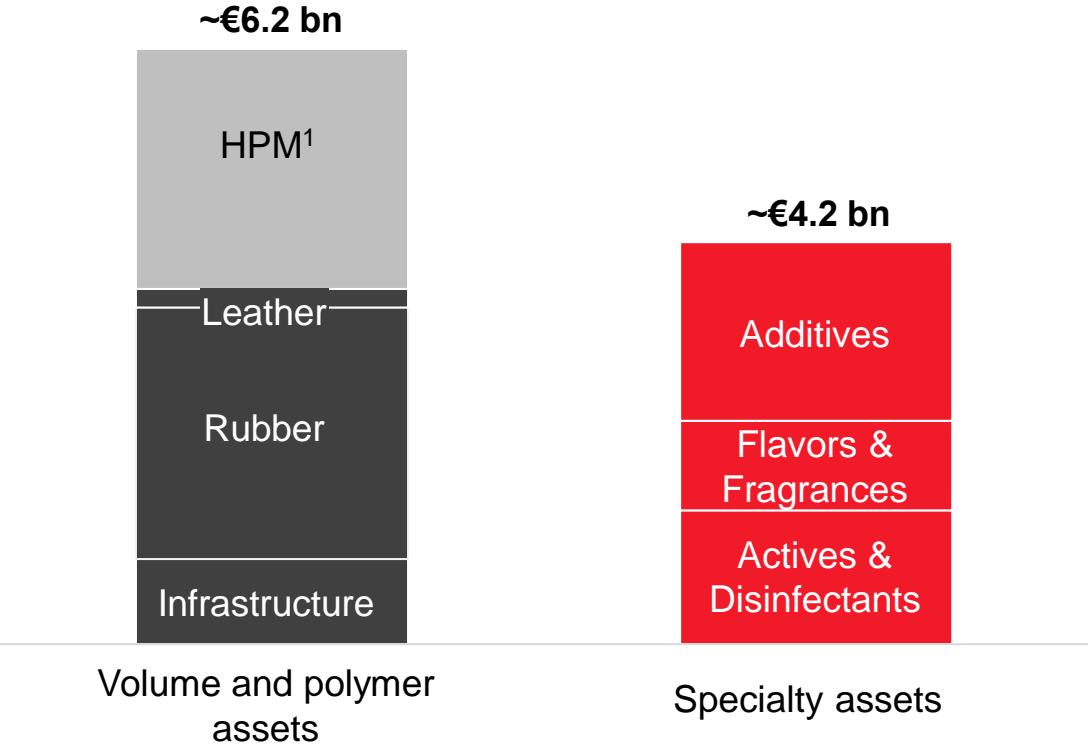 ~€6.2 bn
HPM¹
Leather
Rubber
Infrastructure
Volume and polymer
assets
~€4.2 bn
Additives
Flavors &
Fragrances
Actives &
Disinfectants
Specialty assets